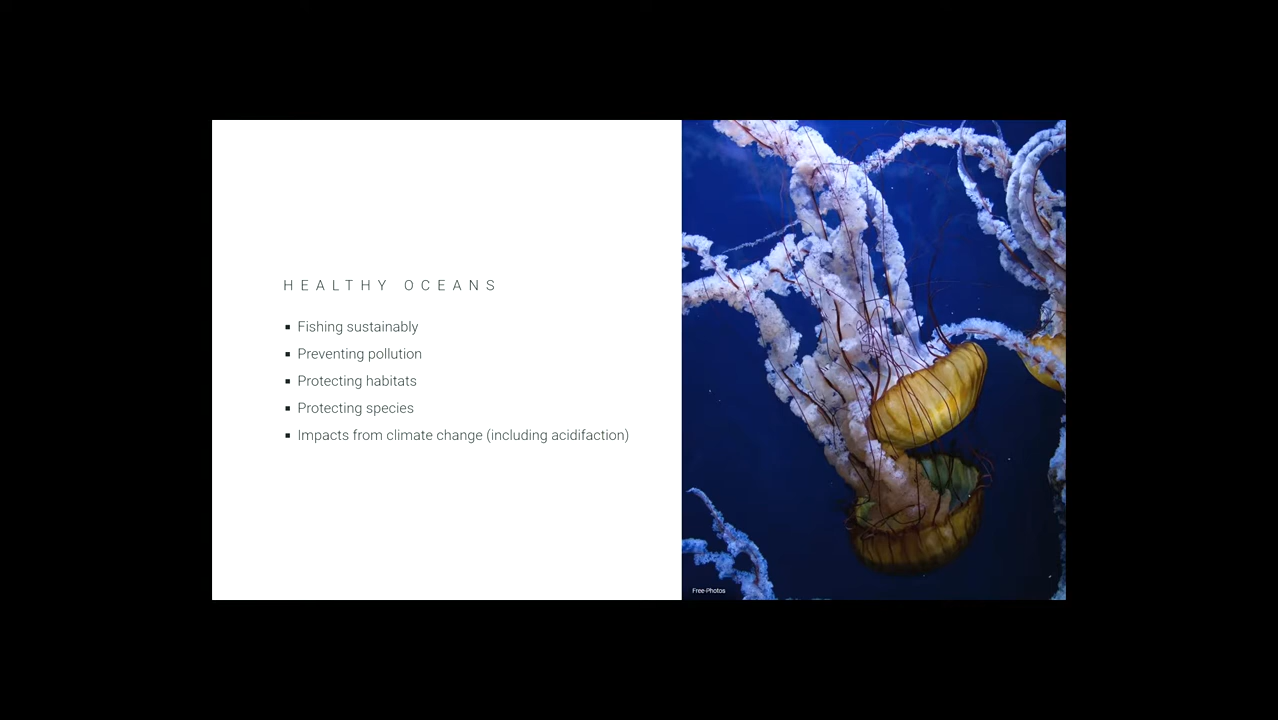 HEALTHY OCEANS
▪ Fishing sustainably
▪ Preventing pollution
▪ Protecting habitats
▪ Protecting species
▪ Impacts from climate change (including acidifaction)
Free-Photos